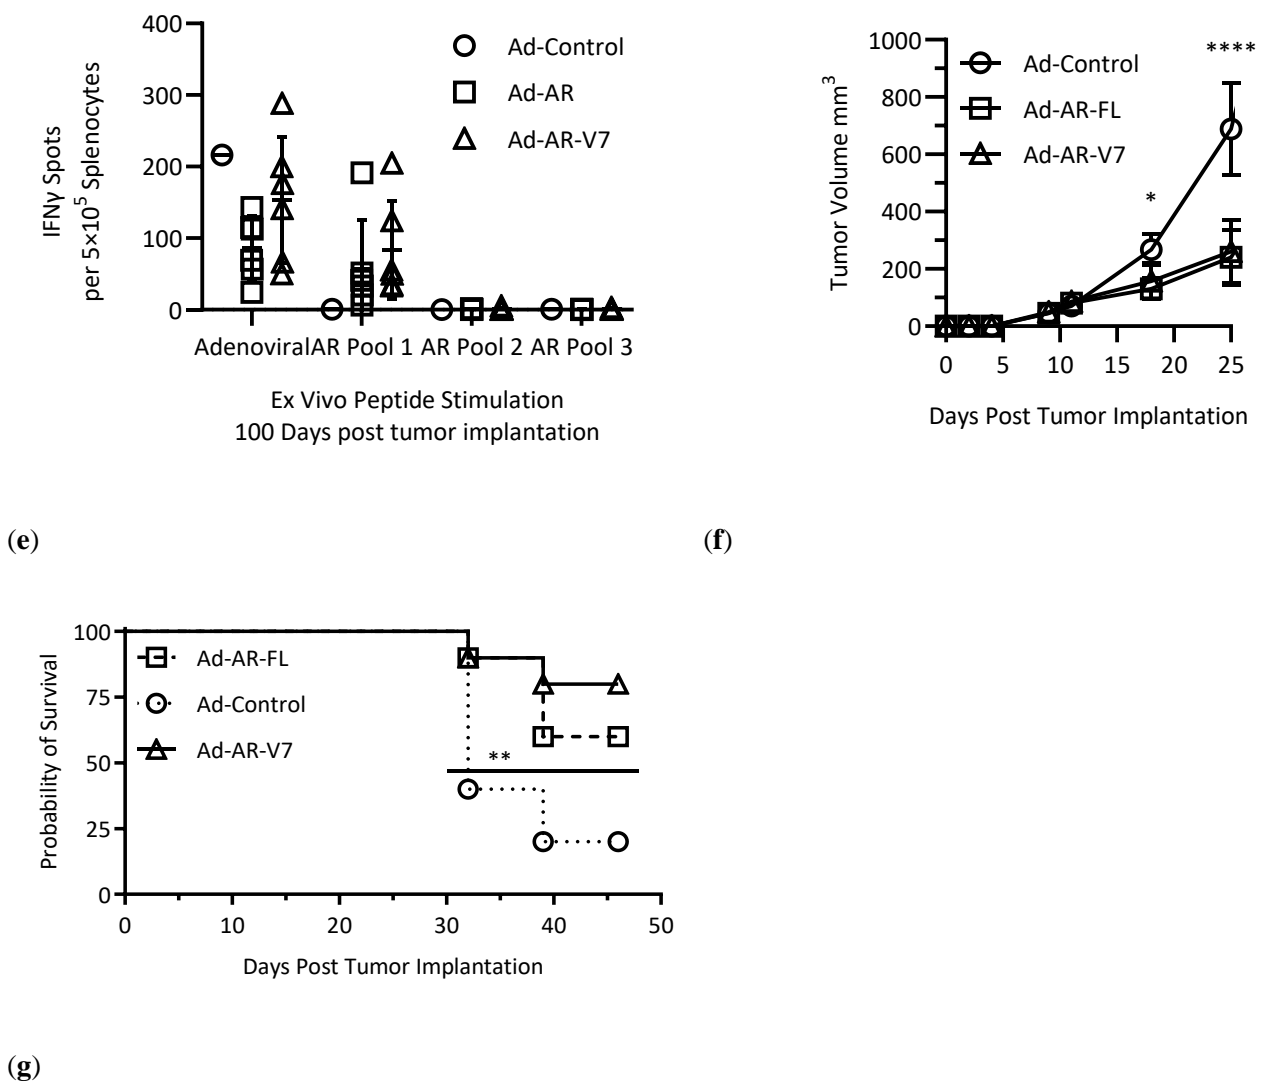 400
300
200
100
0
IFNγ Spots
per 5×10⁵ Splenocytes
Ad-Control
Ad-AR
Ad-AR-V7
Adenoviral AR Pool 1 AR Pool 2 AR Pool 3
Ex Vivo Peptide Stimulation
100 Days post tumor implantation
1000
800
600
400
200
0
Tumor Volume mm³
Ad-Control
Ad-AR-FL
Ad-AR-V7
*
****
0 5 10 15 20 25
Days Post Tumor Implantation
(e)
(f)
100
75
50
25
0
Probability of Survival
Ad-AR-FL
Ad-Control
Ad-AR-V7
**
0 10 20 30 40 50
Days Post Tumor Implantation
(g)